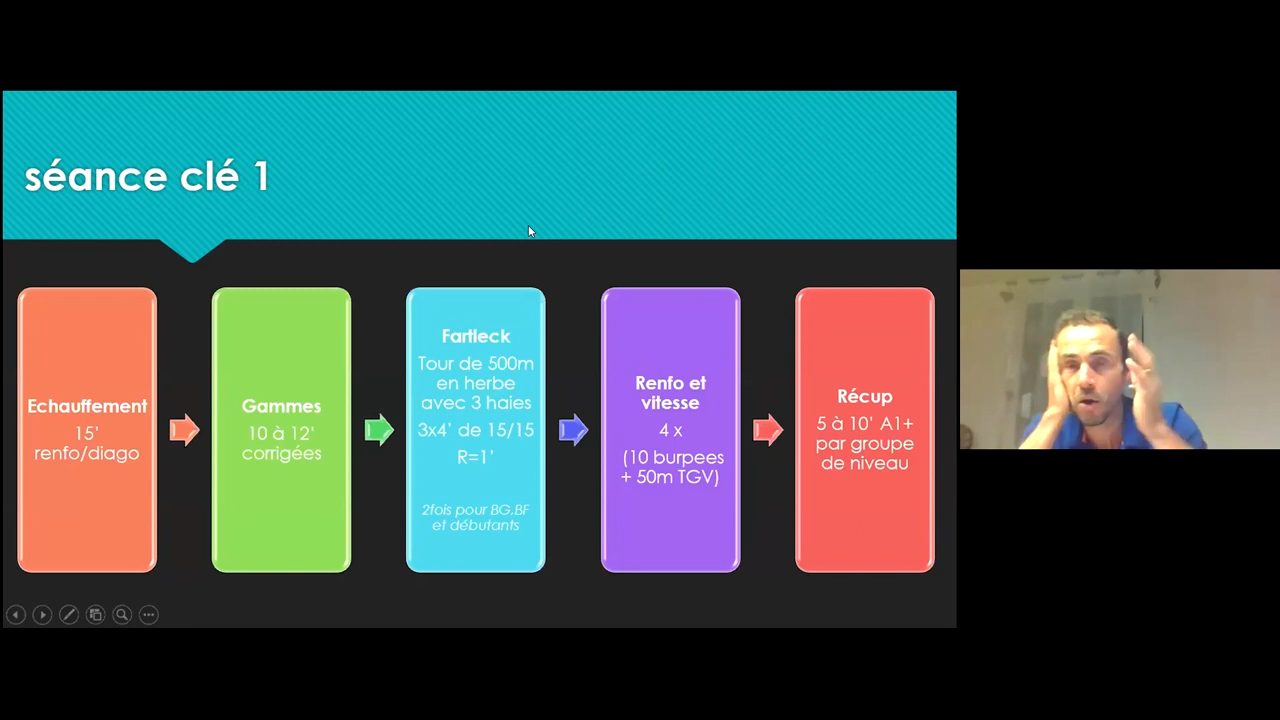 séance clé 1
Echauffement
15'
renfo/diago
Gammes
10 à 12'
corrigées
Fartleck
Tour de 500m
en herbe
avec 3 haies
3x4' de 15/15
R=1'
2fois pour BG,BF
et débutants
Renfo et
vitesse
4 x
(10 burpees
+ 50m TGV)
Récup
5 à 10' A1+
par groupe
de niveau